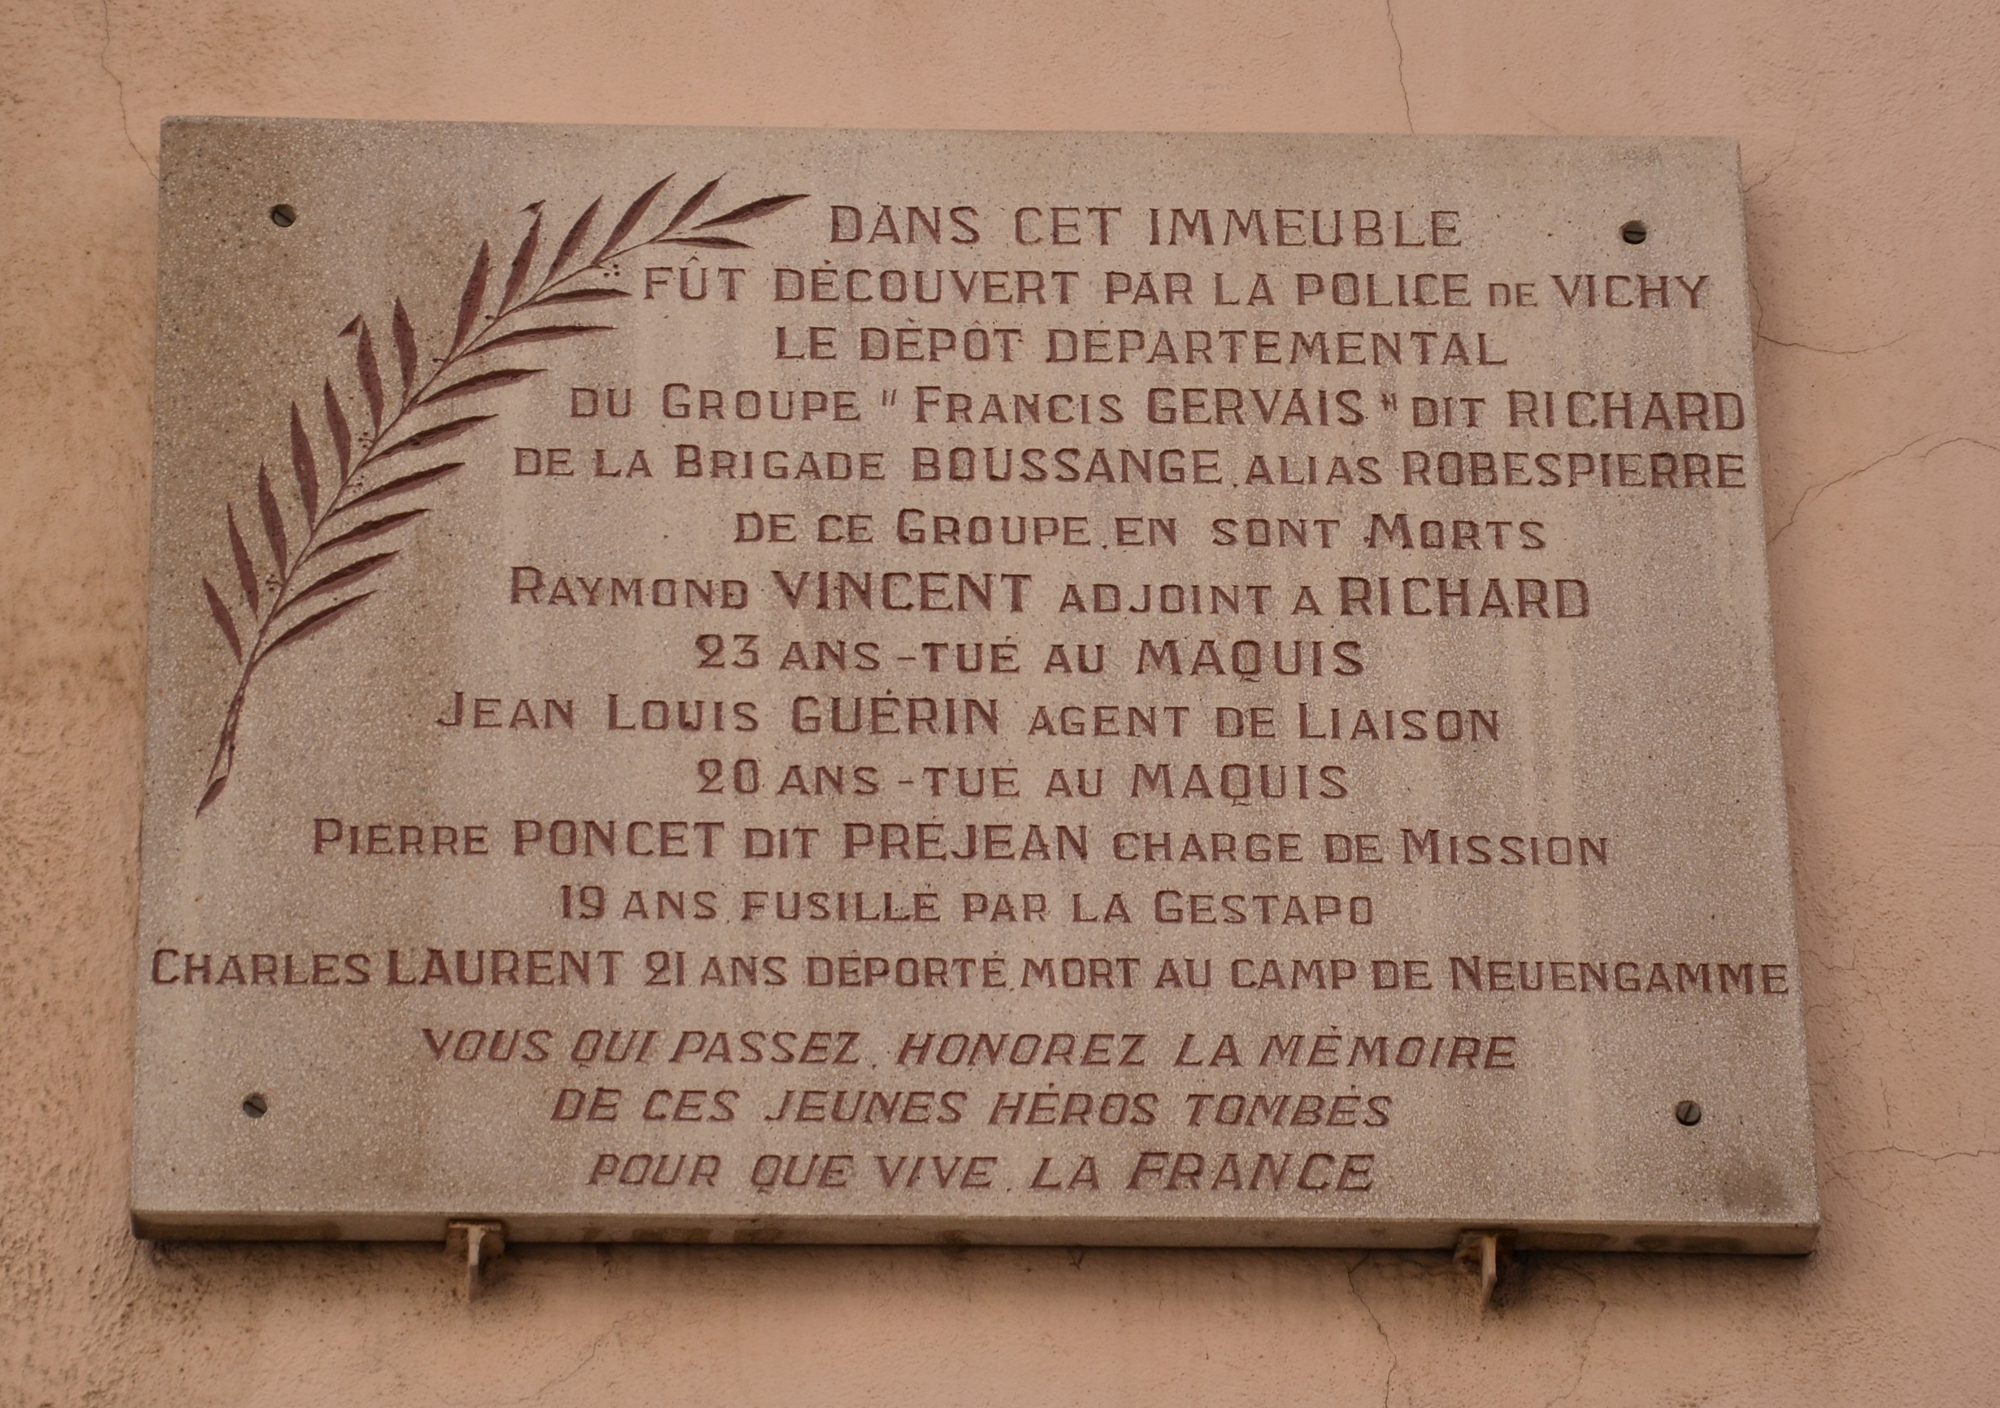 DANS CET IMMEUBLE
FÛT DÉCOUVERT PAR LA POLICE DE VICHY
LE DÉPÔT DÉPARTEMENTAL
DU GROUPE "FRANCIS GERVAIS" DIT RICHARD
DE LA BRIGADE BOUSSANGE, ALIAS ROBESPIERRE
DE CE GROUPE, EN SONT MORTS
RAYMOND VINCENT ADJOINT A RICHARD
23 ANS - TUÉ AU MAQUIS
JEAN LOUIS GUÉRIN AGENT DE LIAISON
20 ANS - TUÉ AU MAQUIS
PIERRE PONCET DIT PRÉJEAN CHARGE DE MISSION
19 ANS, FUSILLÉ PAR LA GESTAPO
CHARLES LAURENT 21 ANS DÉPORTÉ, MORT AU CAMP DE NEUENGAMME
VOUS QUI PASSEZ, HONOREZ LA MÉMOIRE
DE CES JEUNES HÉROS TOMBÉS
POUR QUE VIVE, LA FRANCE